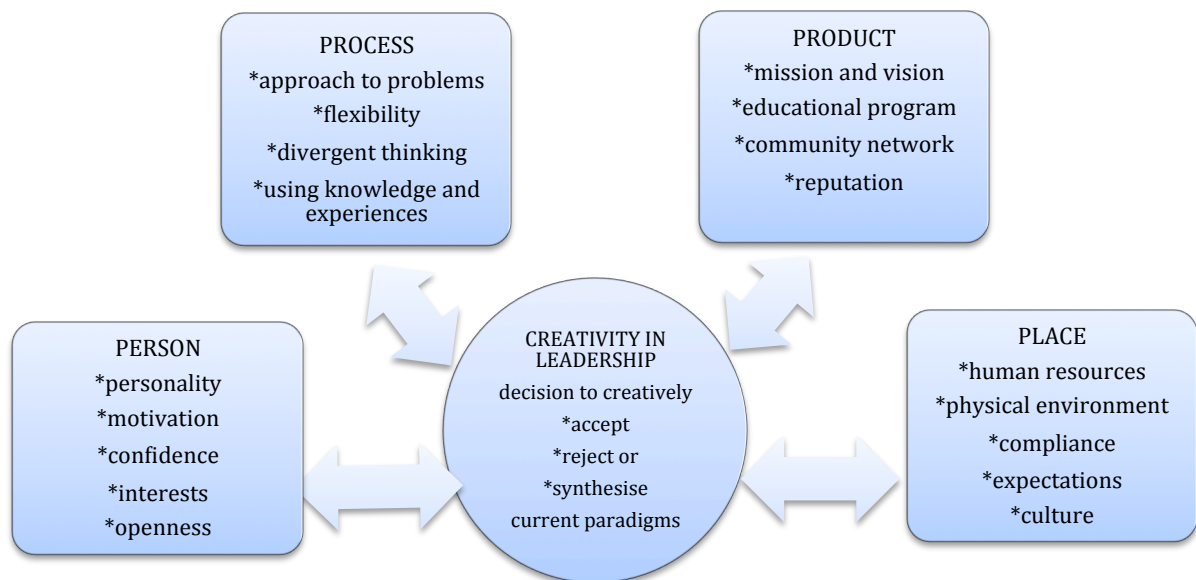 PROCESS
*approach to problems
*flexibility
*divergent thinking
*using knowledge and
experiences
PRODUCT
*mission and vision
*educational program
*community network
*reputation
PERSON
*personality
*motivation
*confidence
*interests
*openness
CREATIVITY IN
LEADERSHIP
decision to creatively
*accept
*reject or
*synthesise
current paradigms
PLACE
*human resources
*physical environment
*compliance
*expectations
*culture